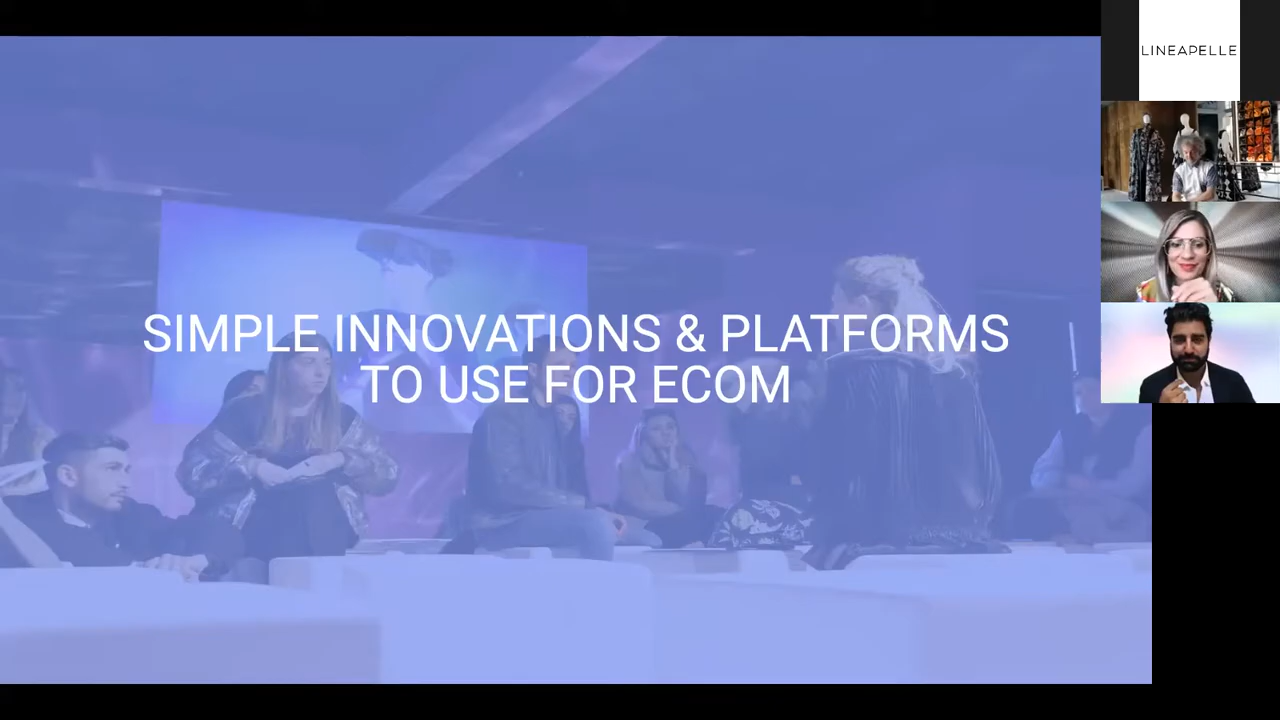 LINEAPELLE
SIMPLE INNOVATIONS & PLATFORMS
TO USE FOR ECOM